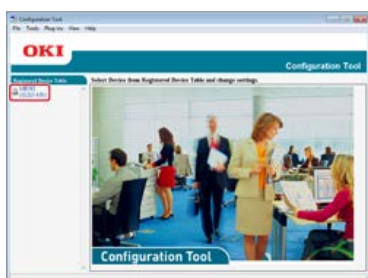 Configuration Tool
File Tools Plug-ins View Help
OKI
Configuration Tool
Registered Device Table
Select Device from Registered Device Table and change settings.
Configuration Tool